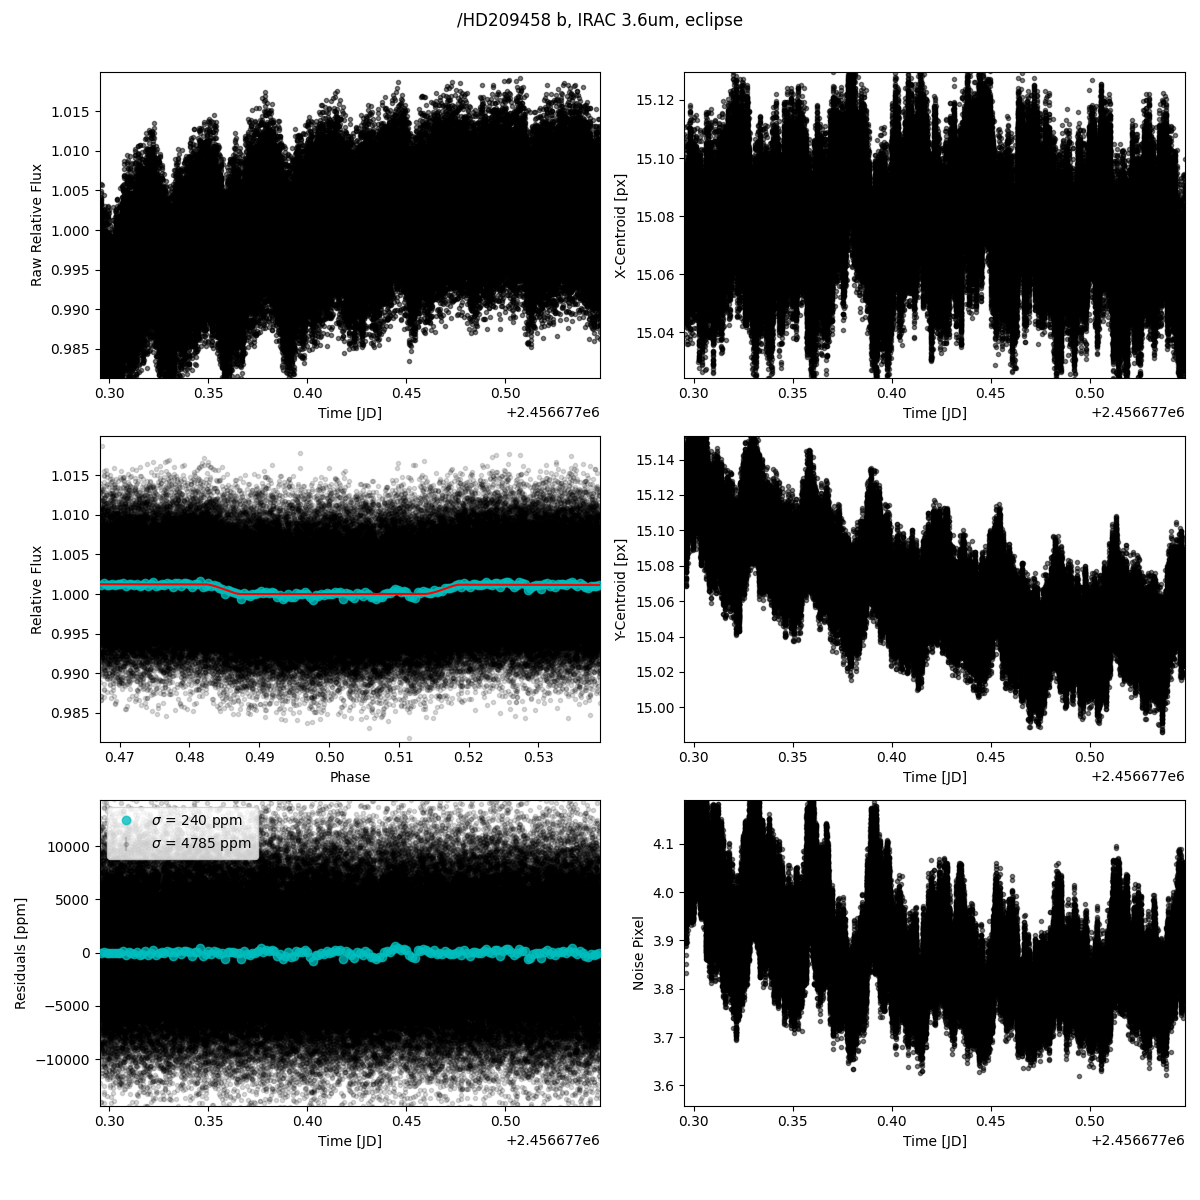 /HD209458 b, IRAC 3.6um, eclipse
Raw Relative Flux
1.015
1.010
1.005
1.000
0.995
0.990
0.985
0.30 0.35 0.40 0.45 0.50
Time [JD]
+2.456677e6
X-Centroid [px]
15.12
15.10
15.08
15.06
15.04
0.30 0.35 0.40 0.45 0.50
Time [JD]
+2.456677e6
Relative Flux
1.015
1.010
1.005
1.000
0.995
0.990
0.985
0.47 0.48 0.49 0.50 0.51 0.52 0.53
Phase
Y-Centroid [px]
15.14
15.12
15.10
15.08
15.06
15.04
15.02
15.00
0.30 0.35 0.40 0.45 0.50
Time [JD]
+2.456677e6
Residuals [ppm]
10000
5000
0
−5000
−10000
σ = 240 ppm
σ = 4785 ppm
0.30 0.35 0.40 0.45 0.50
Time [JD]
+2.456677e6
Noise Pixel
4.1
4.0
3.9
3.8
3.7
3.6
0.30 0.35 0.40 0.45 0.50
Time [JD]
+2.456677e6